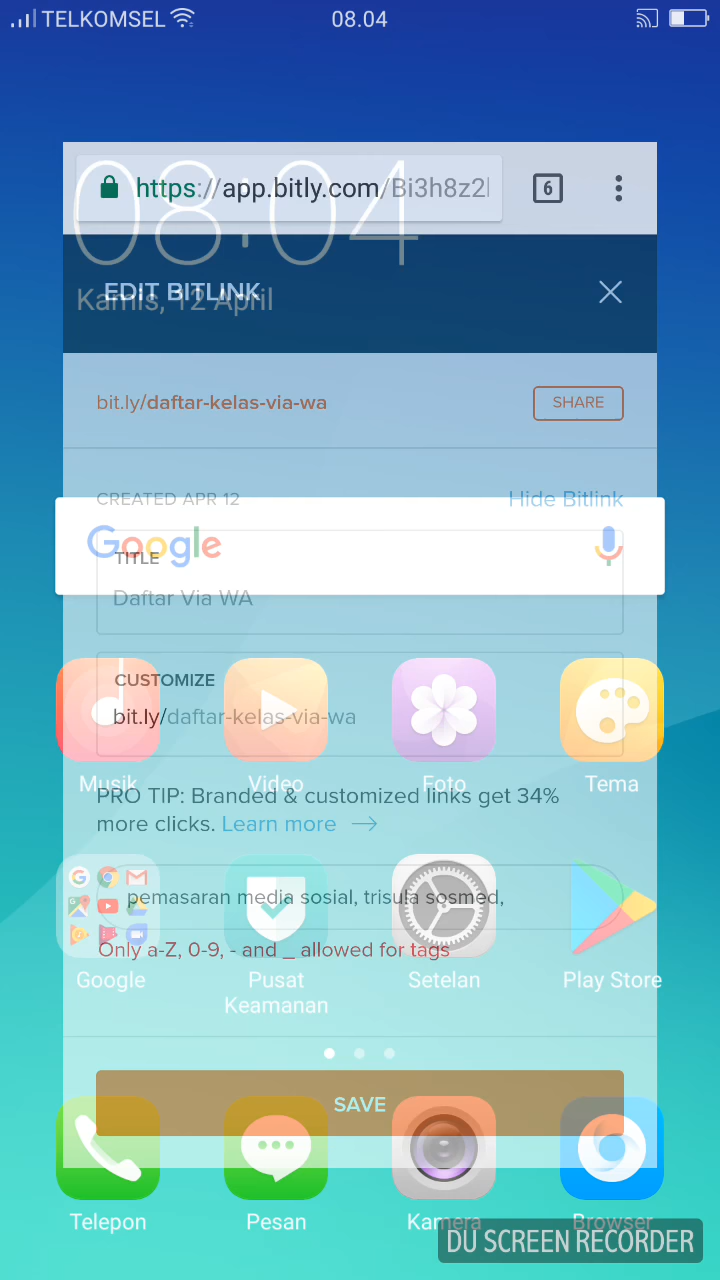 TELKOMSEL
08.04
https://app.bitly.com/Bi3h8z2
6
08:04
EDIT BITLINK
Kamis, 12 April
bit.ly/daftar-kelas-via-wa
SHARE
CREATED APR 12
Hide Bitlink
Google
TITLE
Daftar Via WA
CUSTOMIZE
bit.ly/daftar-kelas-via-wa
Musik
Video
Foto
Tema
PRO TIP: Branded & customized links get 34%
more clicks. Learn more →
pemasaran media sosial, trisula sosmed,
Only a-Z, 0-9, - and _ allowed for tags
Google
Pusat
Keamanan
Setelan
Play Store
SAVE
Telepon
Pesan
Kamera
Browser
DU SCREEN RECORDER